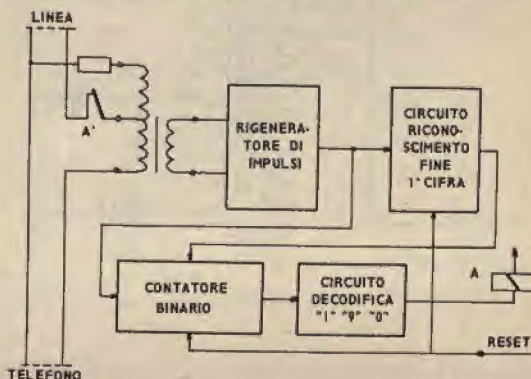 LINEA
A'
RIGENERA-
TORE DI
IMPULSI
CIRCUITO
RICONO-
SCIMENTO
FINE
1ª CIFRA
CONTATORE
BINARIO
CIRCUITO
DECODIFICA
"1" "9" "0"
A
RESET
TELEFONO